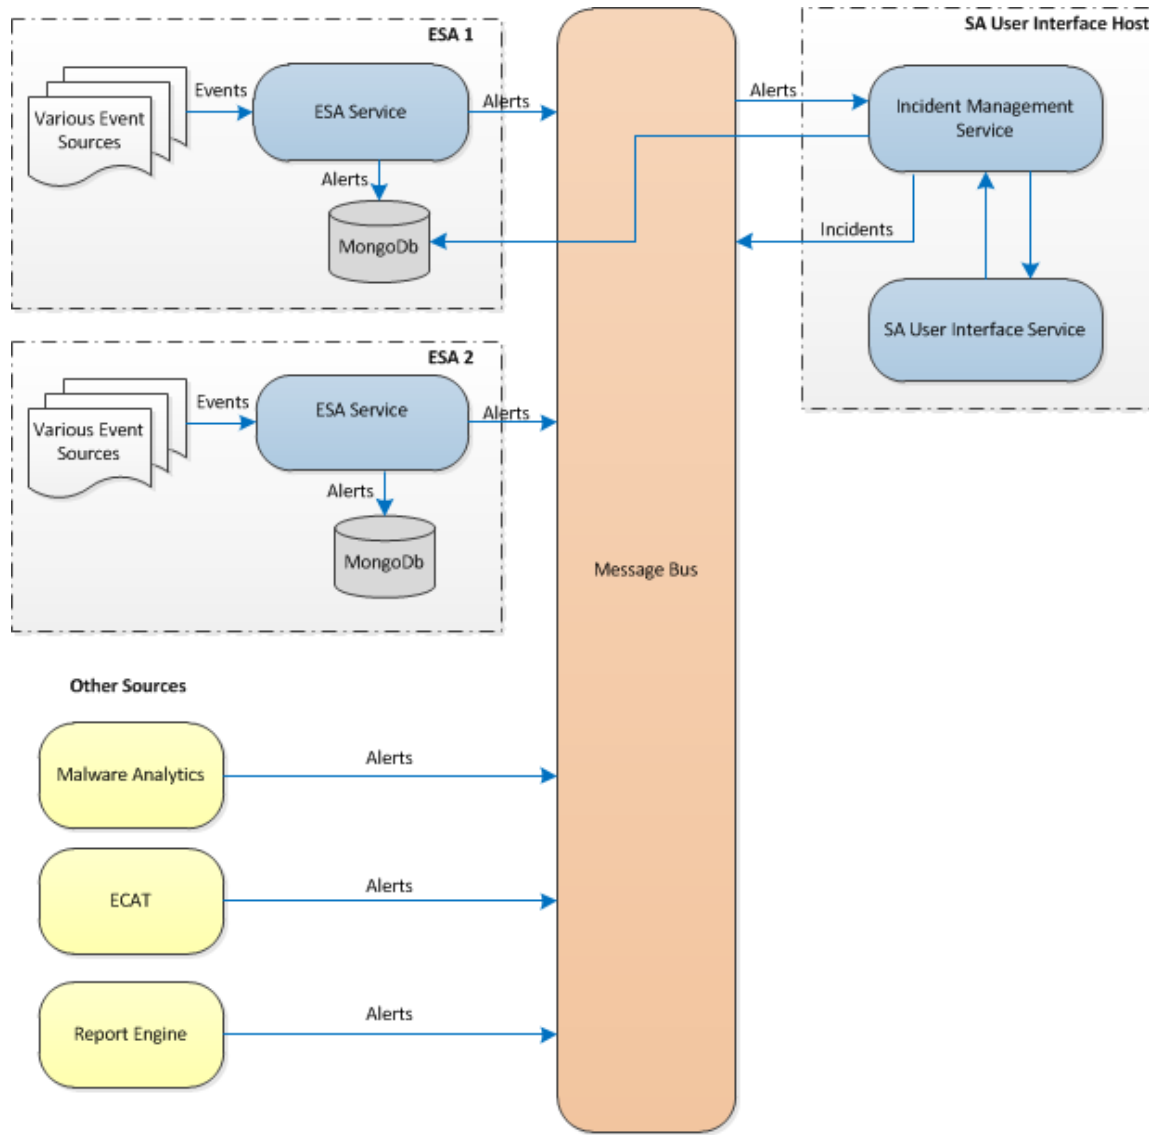 ESA 1
Various Event
Sources
Events
ESA Service
Alerts
Alerts
MongoDb
ESA 2
Various Event
Sources
Events
ESA Service
Alerts
Alerts
MongoDb
Other Sources
Malware Analytics
Alerts
ECAT
Alerts
Report Engine
Alerts
Message Bus
SA User Interface Host
Alerts
Incident Management
Service
Incidents
SA User Interface Service